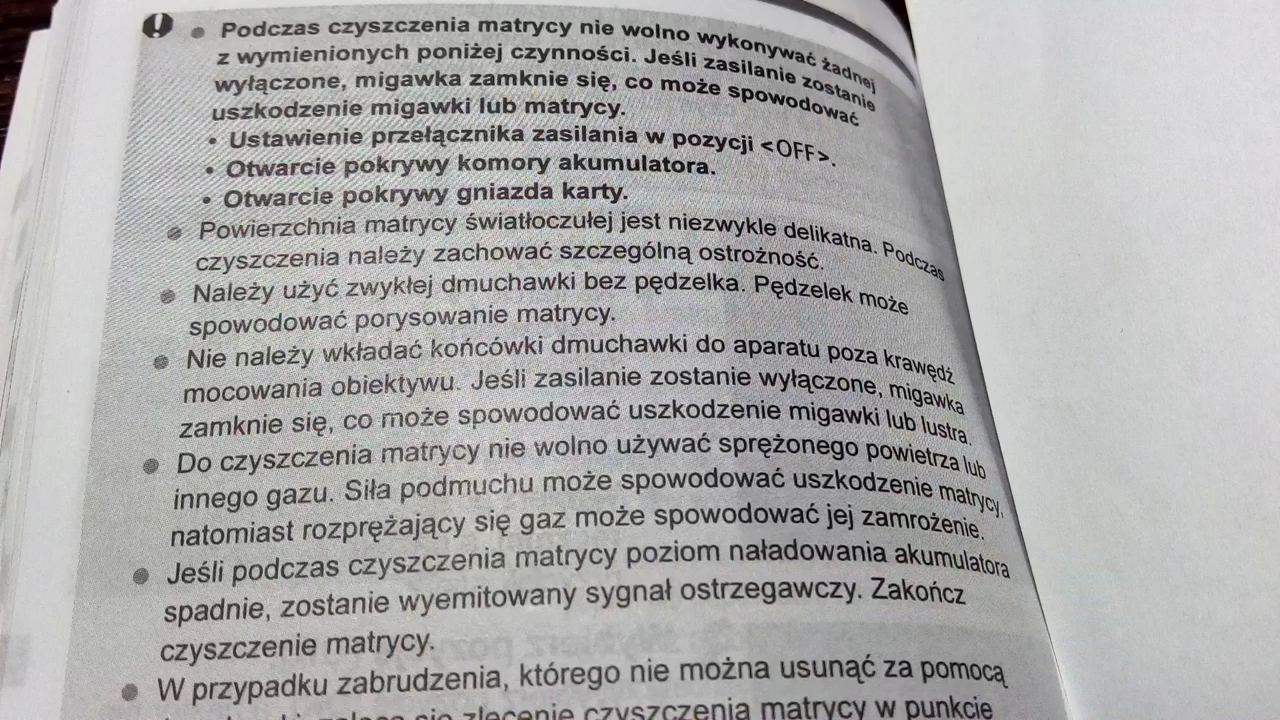 ● Podczas czyszczenia matrycy nie wolno wykonywać żadnej
z wymienionych poniżej czynności. Jeśli zasilanie zostanie
wyłączone, migawka zamknie się, co może spowodować
uszkodzenie migawki lub matrycy.
• Ustawienie przełącznika zasilania w pozycji <OFF>.
• Otwarcie pokrywy komory akumulatora.
• Otwarcie pokrywy gniazda karty.
● Powierzchnia matrycy światłoczułej jest niezwykle delikatna. Podczas
czyszczenia należy zachować szczególną ostrożność.
● Należy użyć zwykłej dmuchawki bez pędzelka. Pędzelek może
spowodować porysowanie matrycy.
● Nie należy wkładać końcówki dmuchawki do aparatu poza krawędź
mocowania obiektywu. Jeśli zasilanie zostanie wyłączone, migawka
zamknie się, co może spowodować uszkodzenie migawki lub lustra.
● Do czyszczenia matrycy nie wolno używać sprężonego powietrza lub
innego gazu. Siła podmuchu może spowodować uszkodzenie matrycy,
natomiast rozprężający się gaz może spowodować jej zamrożenie.
● Jeśli podczas czyszczenia matrycy poziom naładowania akumulatora
spadnie, zostanie wyemitowany sygnał ostrzegawczy. Zakończ
czyszczenie matrycy.
● W przypadku zabrudzenia, którego nie można usunąć za pomocą
się zlecenie czyszczenia matrycy w punkcie